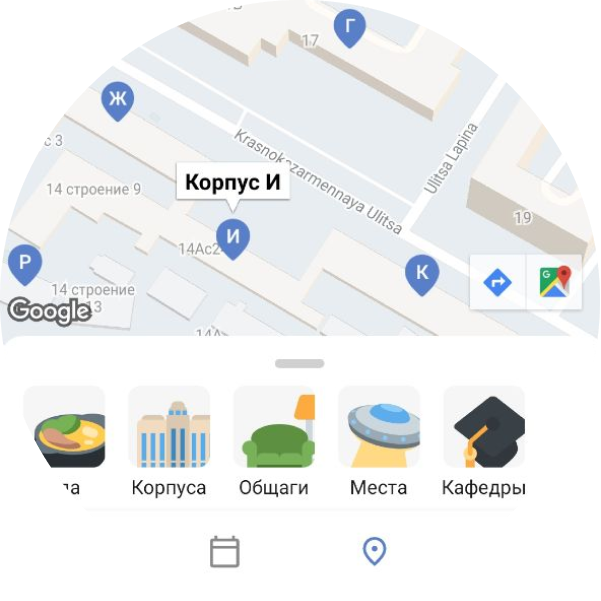 Г
17
Ж
с 3
Krasnokazarmennaya Ulitsa
Ulitsa Lapina
Корпус И
14 строение 9
19
И
14Ас2
Р
К
14 строение
13
Google
G
14А
да
Корпуса
Общаги
Места
Кафедры